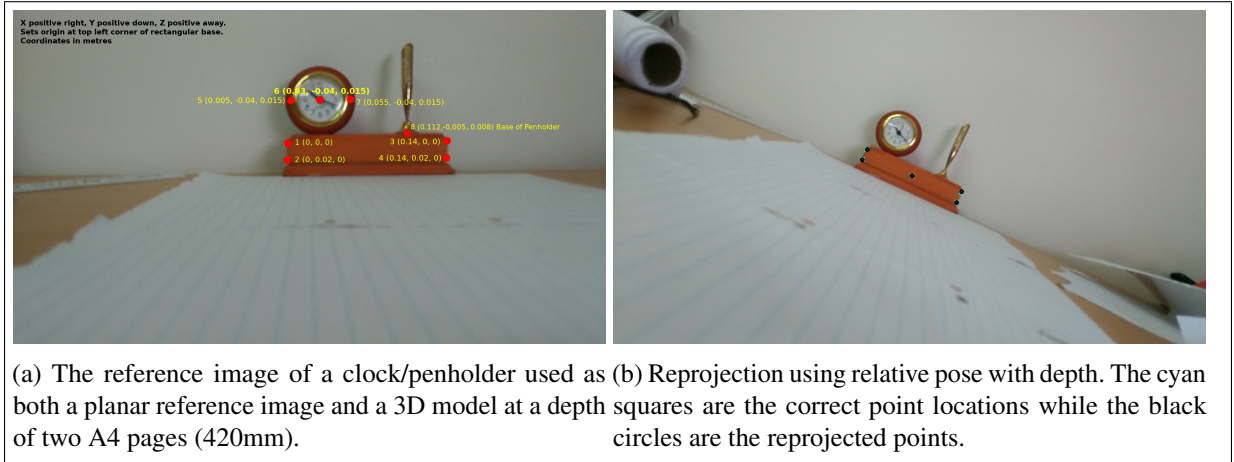 X positive right, Y positive down, Z positive away.
Sets origin at top left corner of rectangular base.
Coordinates in metres
6 (0.03, -0.04, 0.015)
5 (0.005, -0.04, 0.015)
7 (0.055, -0.04, 0.015)
8 (0.112,-0.005, 0.008) Base of Penholder
1 (0, 0, 0)
3 (0.14, 0, 0)
2 (0, 0.02, 0)
4 (0.14, 0.02, 0)
(a) The reference image of a clock/penholder used as
both a planar reference image and a 3D model at a depth
of two A4 pages (420mm).
(b) Reprojection using relative pose with depth. The cyan
squares are the correct point locations while the black
circles are the reprojected points.